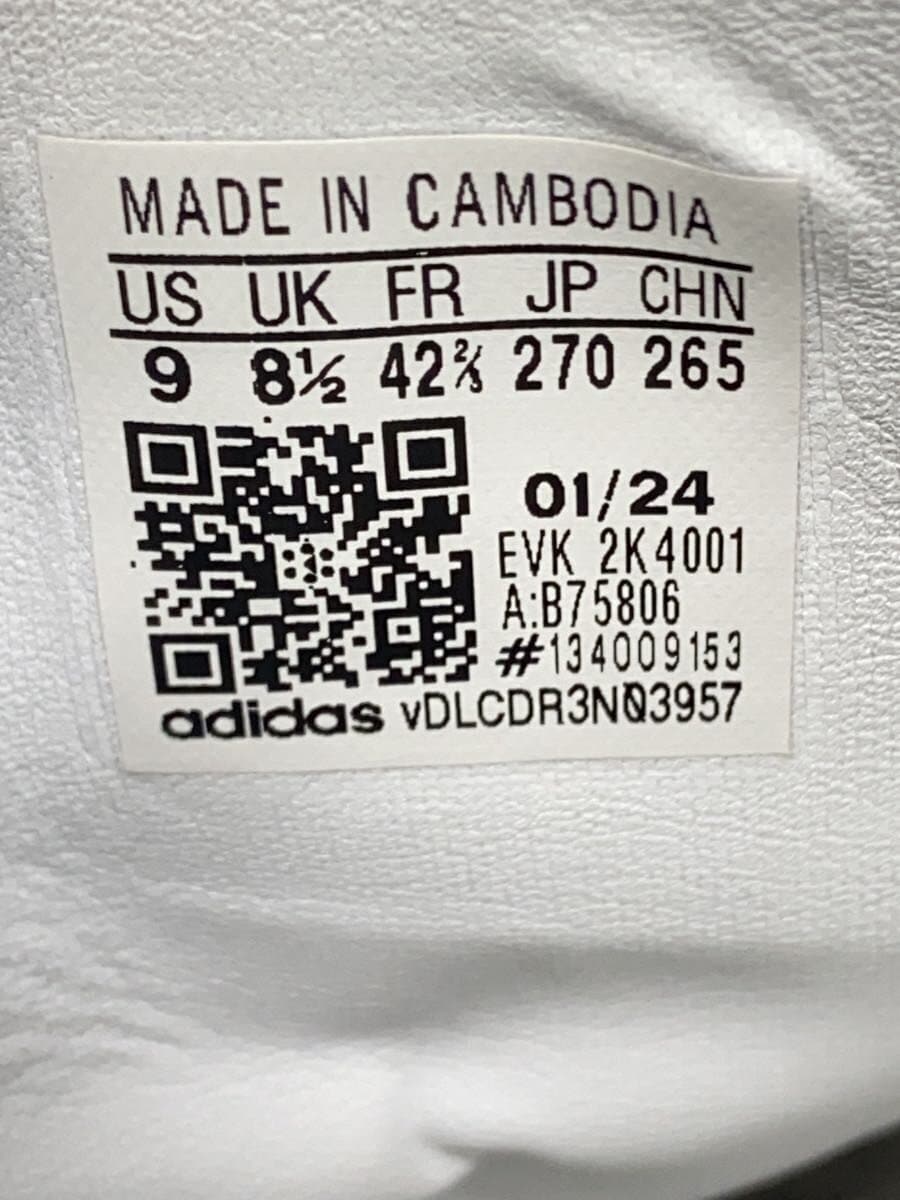 MADE IN CAMBODIA
US UK FR JP CHN
9 8½ 42⅔ 270 265
01/24
EVK 2K4001
A:B75806
#134009153
adidas vDLCDR3N03957